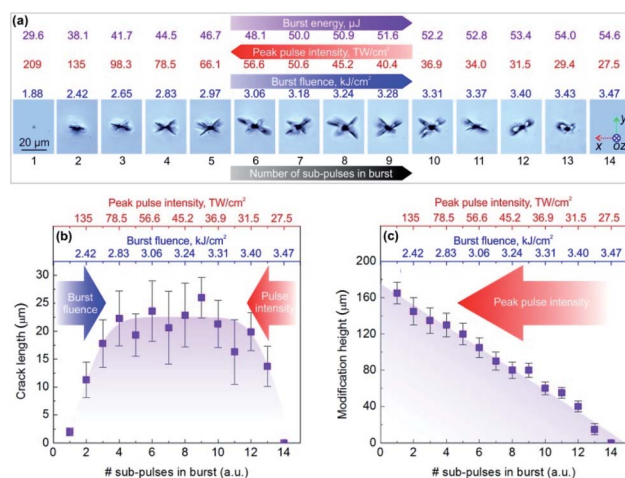 (a)
Burst energy, µJ
29.6 38.1 41.7 44.5 46.7 48.1 50.0 50.9 51.6 52.2 52.8 53.4 54.0 54.6
Peak pulse intensity, TW/cm²
209 135 98.3 78.5 66.1 56.6 50.6 45.2 40.4 36.9 34.0 31.5 29.4 27.5
Burst fluence, kJ/cm²
1.88 2.42 2.65 2.83 2.97 3.06 3.18 3.24 3.28 3.31 3.37 3.40 3.43 3.47
20 µm
y
x
oz
1 2 3 4 5 6 7 8 9 10 11 12 13 14
Number of sub-pulses in burst
Peak pulse intensity, TW/cm²
135 78.5 56.6 45.2 36.9 31.5 27.5
Burst fluence, kJ/cm²
2.42 2.83 3.06 3.24 3.31 3.40 3.47
(b)
Burst
fluence
Pulse
intensity
Crack length (µm)
35
30
25
20
15
10
5
0
0 2 4 6 8 10 12 14
# sub-pulses in burst (a.u.)
Peak pulse intensity, TW/cm²
135 78.5 56.6 45.2 36.9 31.5 27.5
Burst fluence, kJ/cm²
2.42 2.83 3.06 3.24 3.31 3.40 3.47
(c)
Peak pulse intensity
Modification height (µm)
200
160
120
80
40
0
0 2 4 6 8 10 12 14
# sub-pulses in burst (a.u.)